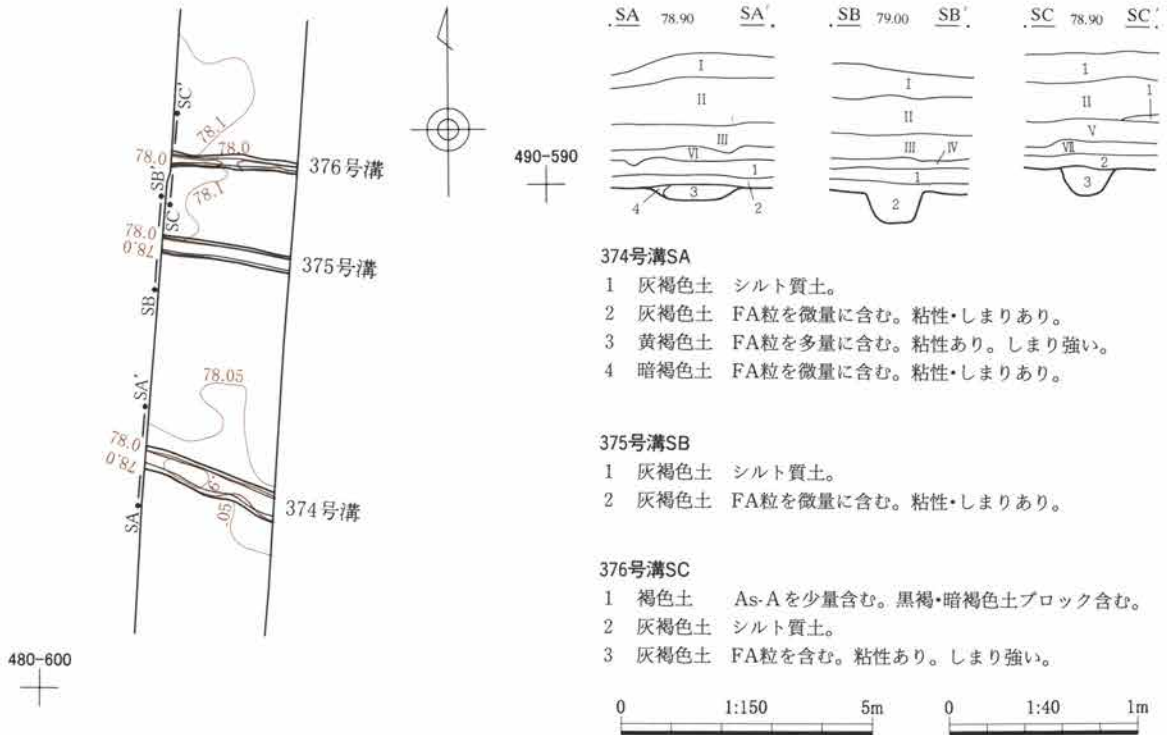 SC'
78.1
78.0
78.0
376号溝
SB'
SC
78.1
78.0
78.0
375号溝
SB
SA'
78.05
78.0
78.0
374号溝
SA
.05
490-590
480-600
SA 78.90 SA'
I
II
III
VI
1
3
4
2
SB 79.00 SB'
I
II
III IV
1
2
SC 78.90 SC'
I
1
II
V
VII
2
3
374号溝SA
1 灰褐色土 シルト質土。
2 灰褐色土 FA粒を微量に含む。粘性・しまりあり。
3 黄褐色土 FA粒を多量に含む。粘性あり。しまり強い。
4 暗褐色土 FA粒を微量に含む。粘性・しまりあり。
375号溝SB
1 灰褐色土 シルト質土。
2 灰褐色土 FA粒を微量に含む。粘性・しまりあり。
376号溝SC
1 褐色土 As-Aを少量含む。黒褐・暗褐色土ブロック含む。
2 灰褐色土 シルト質土。
3 灰褐色土 FA粒を含む。粘性あり。しまり強い。
0 1:150 5m
0 1:40 1m